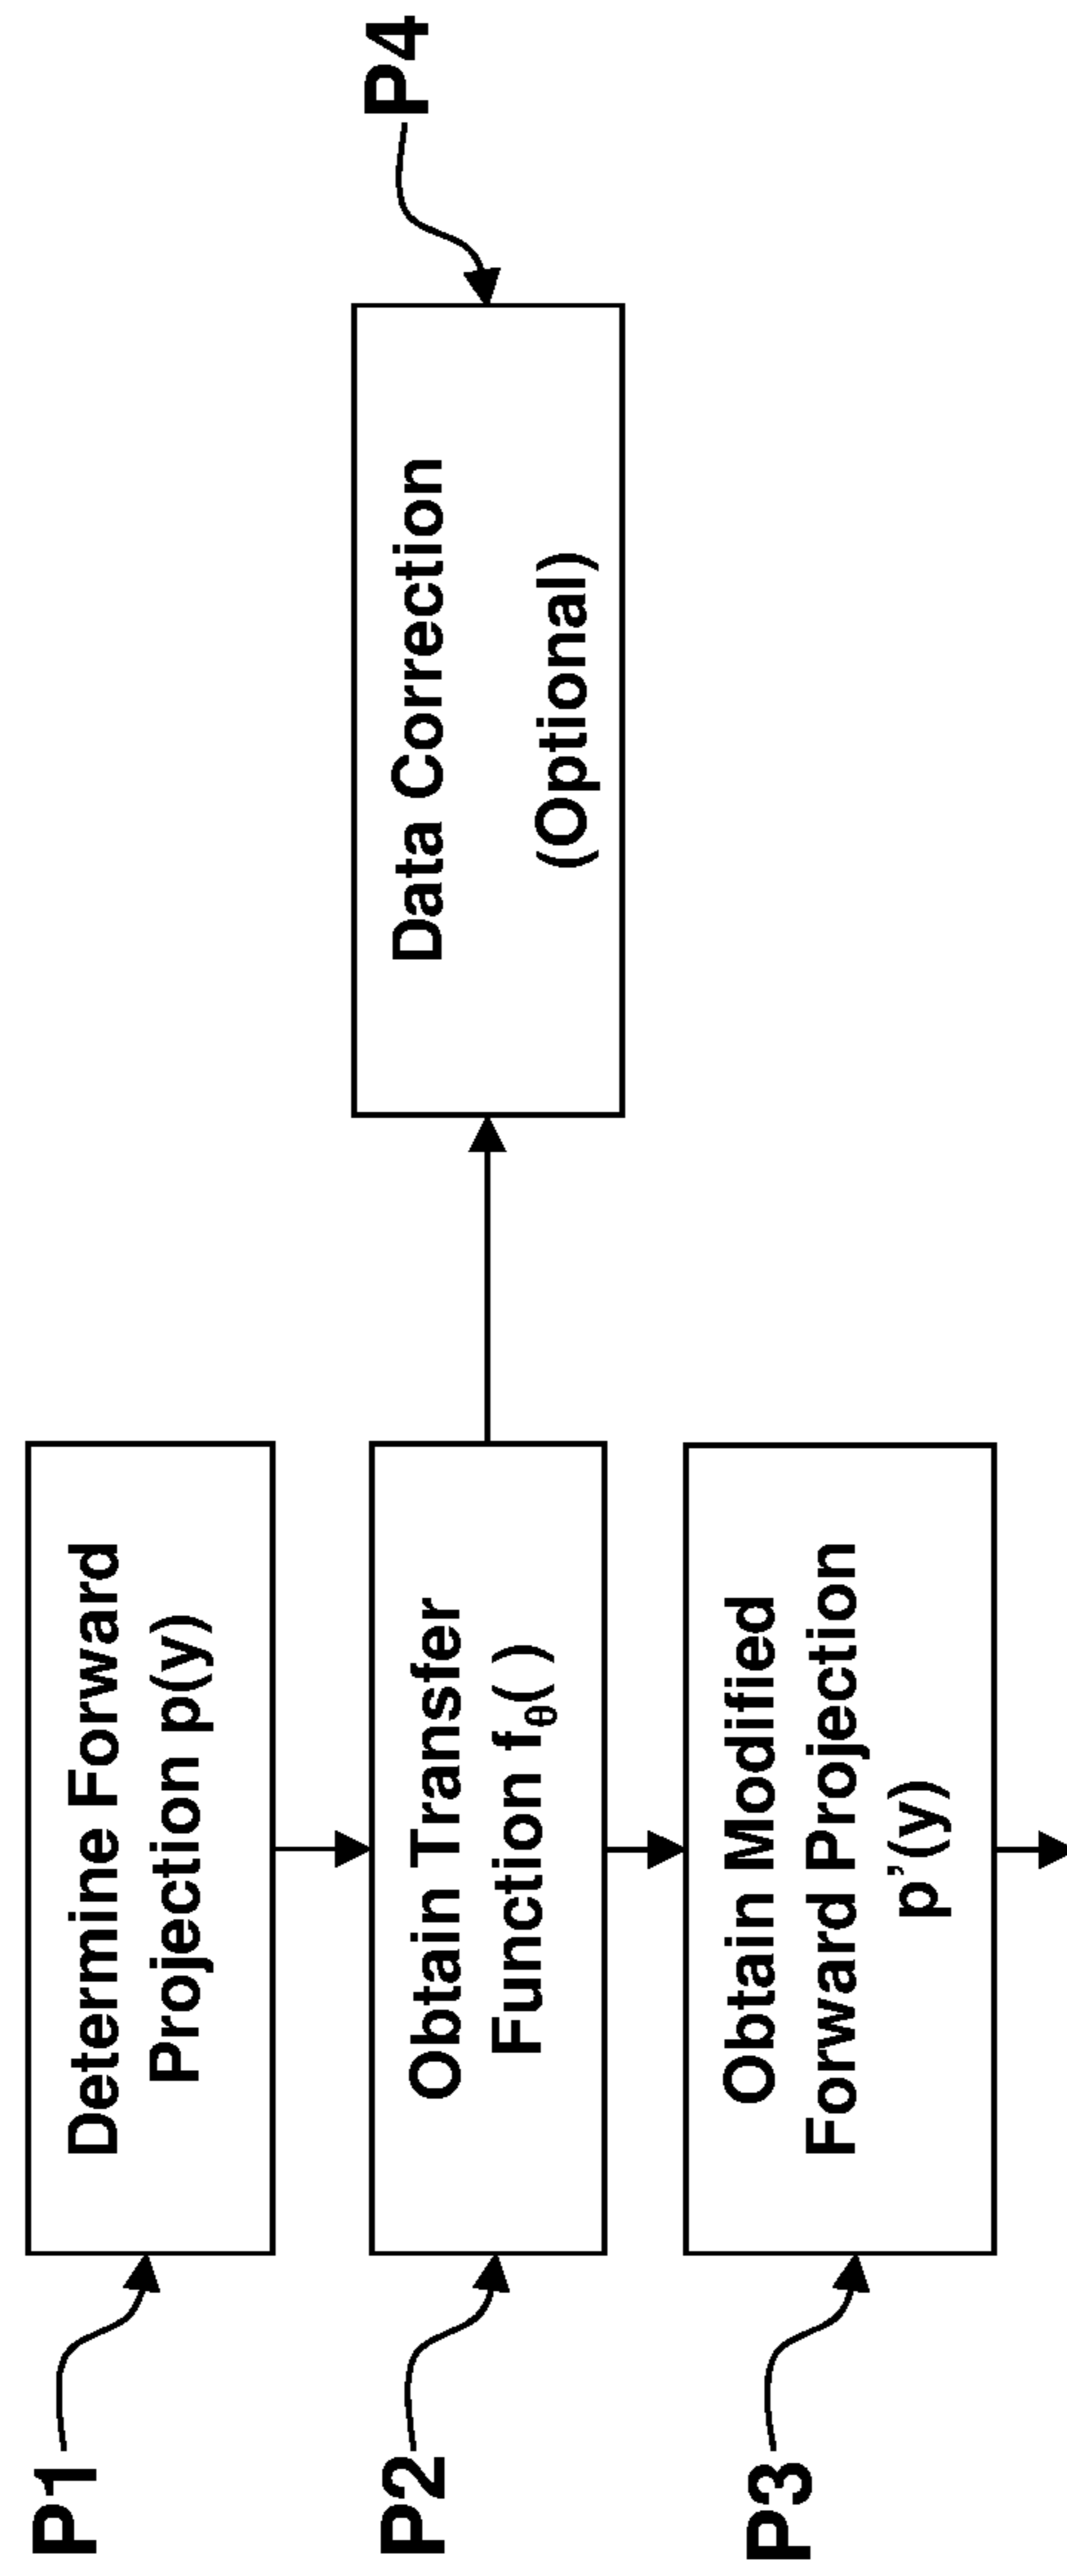 P1
Determine Forward
Projection p(y)
P2
Obtain Transfer
Function fθ( )
P3
Obtain Modified
Forward Projection
p’(y)
Data Correction
(Optional)
P4